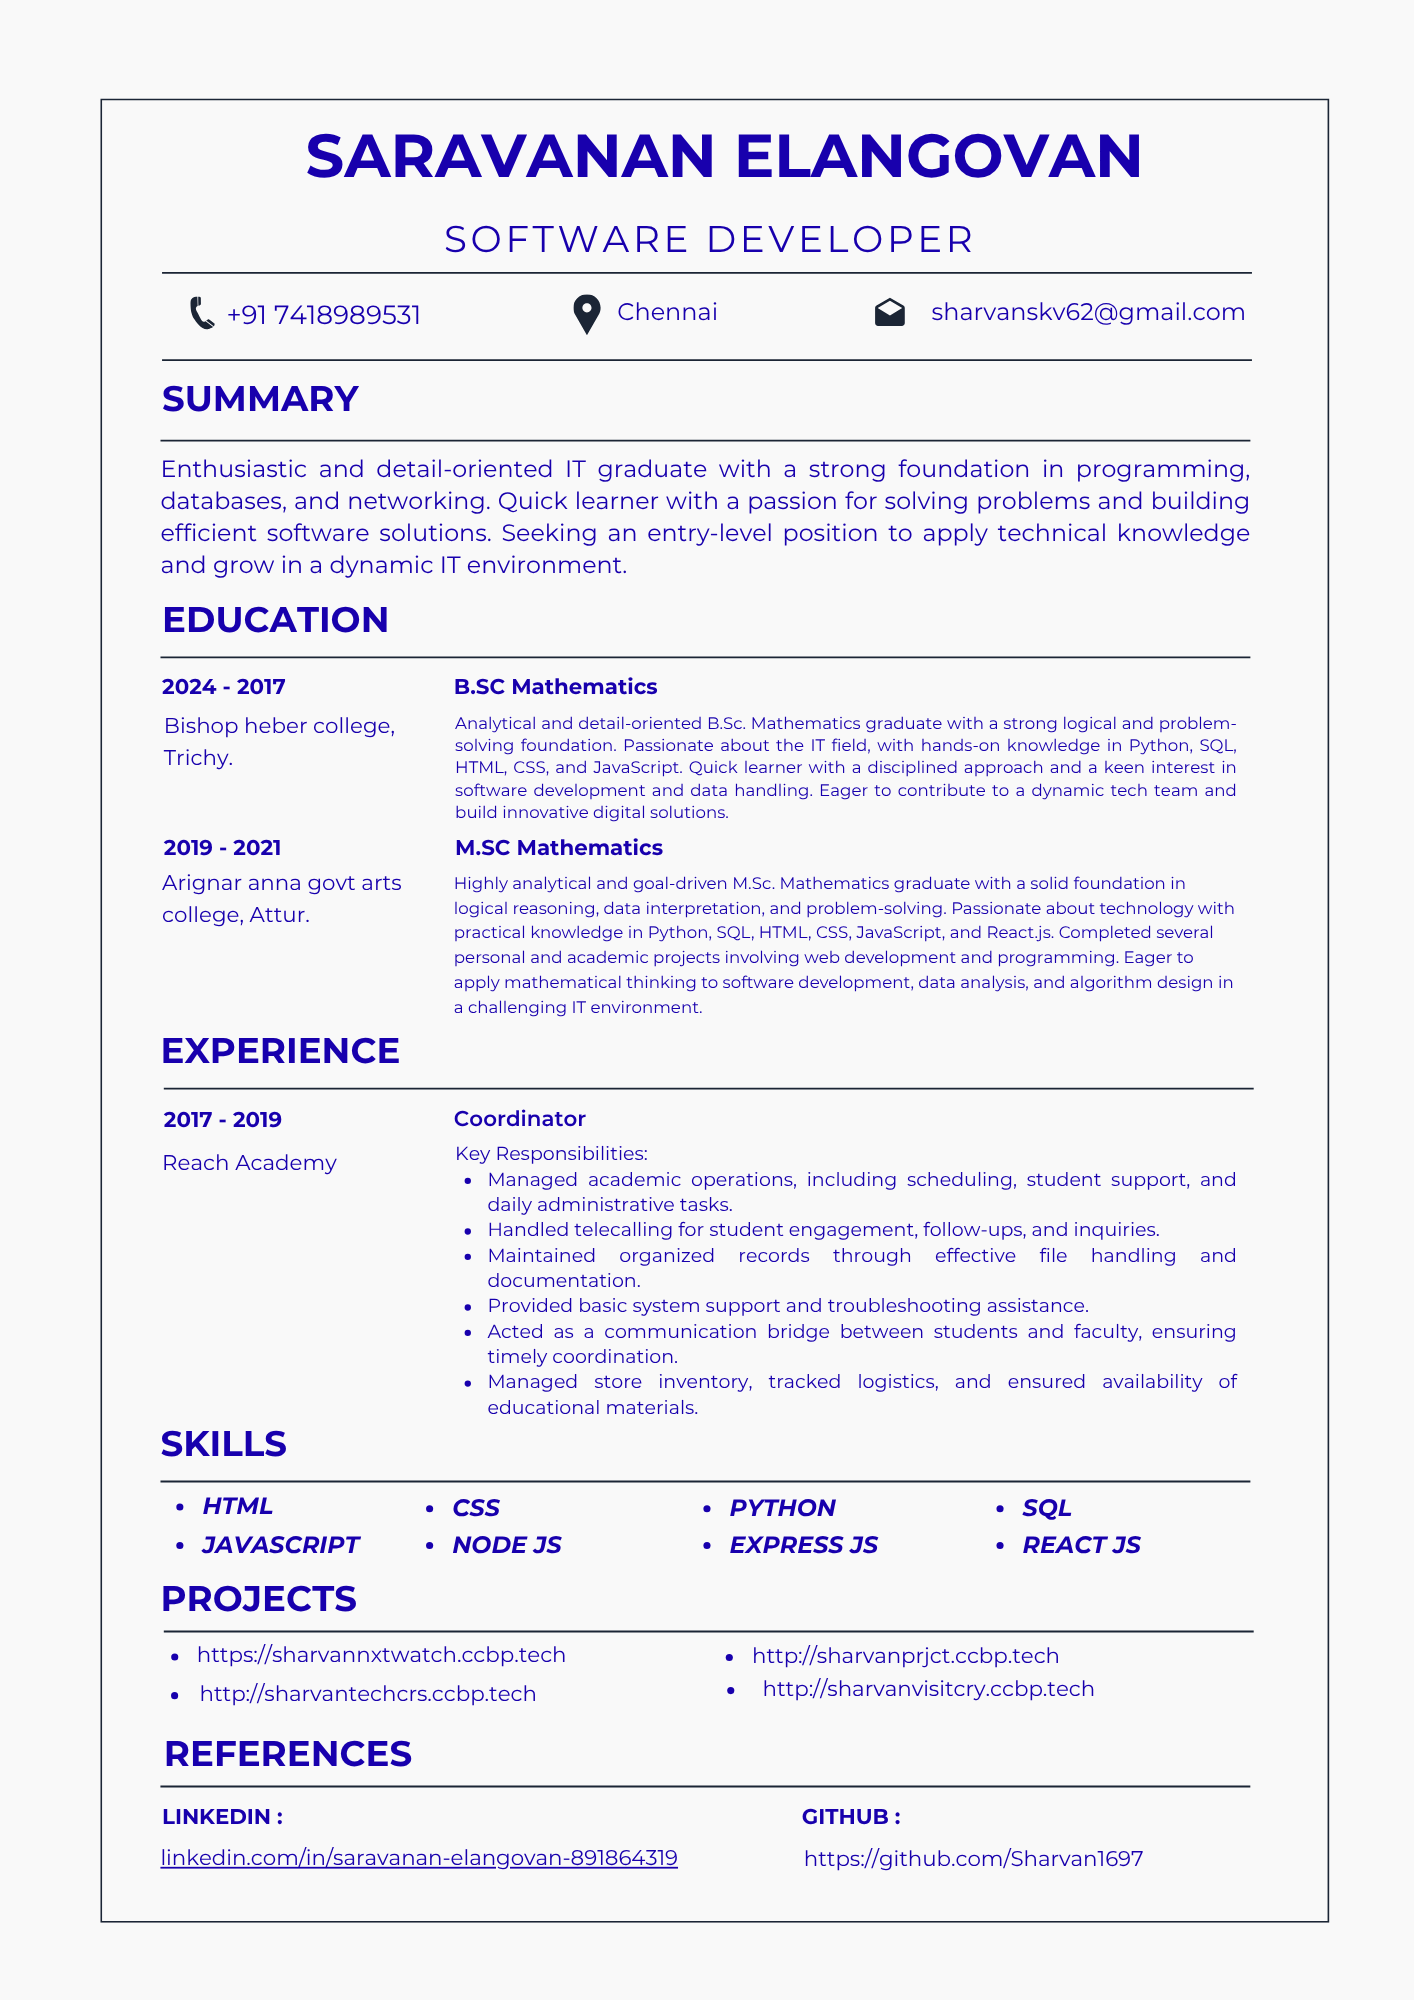 SARAVANAN ELANGOVAN
SOFTWARE DEVELOPER
+91 7418989531
Chennai
sharvanskv62@gmail.com
SUMMARY
Enthusiastic and detail-oriented IT graduate with a strong foundation in programming,
databases, and networking. Quick learner with a passion for solving problems and building
efficient software solutions. Seeking an entry-level position to apply technical knowledge
and grow in a dynamic IT environment.
EDUCATION
2024 - 2017
Bishop heber college,
Trichy.
B.SC Mathematics
Analytical and detail-oriented B.Sc. Mathematics graduate with a strong logical and problem-
solving foundation. Passionate about the IT field, with hands-on knowledge in Python, SQL,
HTML, CSS, and JavaScript. Quick learner with a disciplined approach and a keen interest in
software development and data handling. Eager to contribute to a dynamic tech team and
build innovative digital solutions.
2019 - 2021
Arignar anna govt arts
college, Attur.
M.SC Mathematics
Highly analytical and goal-driven M.Sc. Mathematics graduate with a solid foundation in
logical reasoning, data interpretation, and problem-solving. Passionate about technology with
practical knowledge in Python, SQL, HTML, CSS, JavaScript, and React.js. Completed several
personal and academic projects involving web development and programming. Eager to
apply mathematical thinking to software development, data analysis, and algorithm design in
a challenging IT environment.
EXPERIENCE
2017 - 2019
Reach Academy
Coordinator
Key Responsibilities:
• Managed academic operations, including scheduling, student support, and
daily administrative tasks.
• Handled telecalling for student engagement, follow-ups, and inquiries.
• Maintained organized records through effective file handling and
documentation.
• Provided basic system support and troubleshooting assistance.
• Acted as a communication bridge between students and faculty, ensuring
timely coordination.
• Managed store inventory, tracked logistics, and ensured availability of
educational materials.
SKILLS
• HTML
• CSS
• PYTHON
• SQL
• JAVASCRIPT
• NODE JS
• EXPRESS JS
• REACT JS
PROJECTS
• https://sharvannxtwatch.ccbp.tech
• http://sharvanprjct.ccbp.tech
• http://sharvantechcrs.ccbp.tech
• http://sharvanvisitcry.ccbp.tech
REFERENCES
LINKEDIN :
linkedin.com/in/saravanan-elangovan-891864319
GITHUB :
https://github.com/Sharvan1697